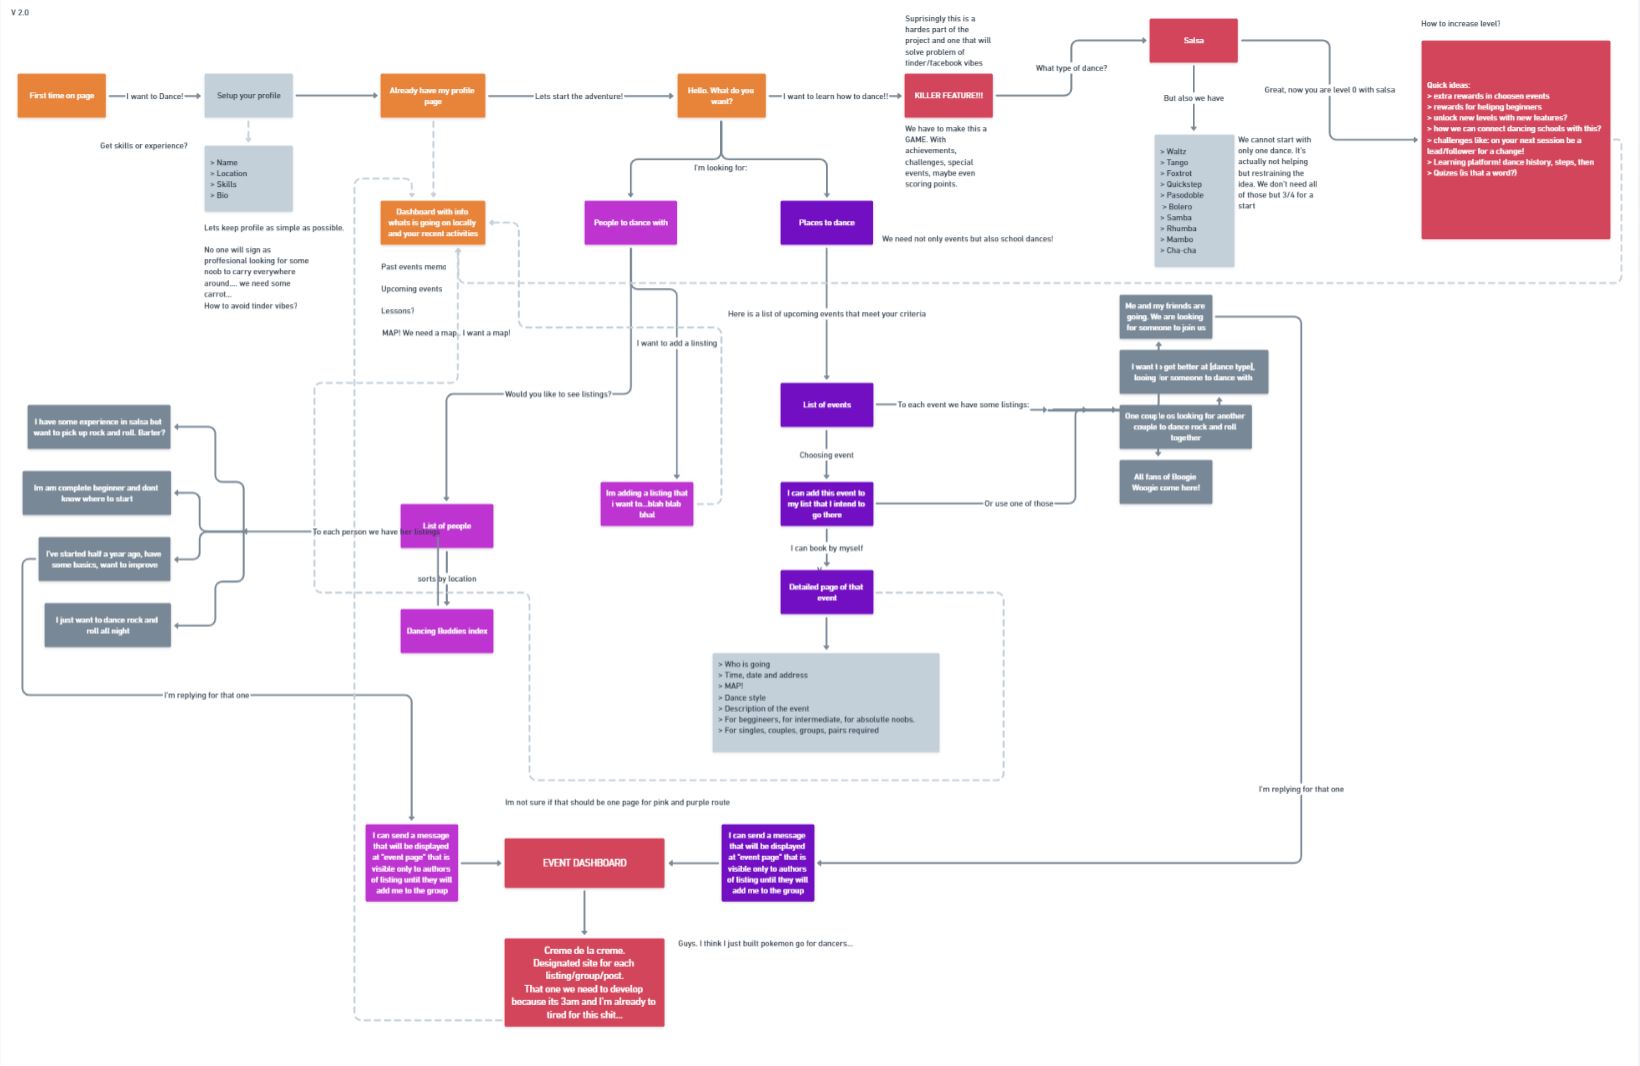 V 2.0
First time on page
I want to Dance!
Setup your profile
Get skills or experience?
> Name
> Location
> Skills
> Bio
Lets keep profile as simple as possible.
No one will sign as
proffesional looking for some
noob to carry everywhere
around.... we need some
carrot...
How to avoid tinder vibes?
Already have my profile
page
Lets start the adventure!
Hello. What do you
want?
I want to learn how to dance!!
Suprisingly this is a
hardes part of the
project and one that will
solve problem of
tinder/facebook vibes
KILLER FEATURE!!!
We have to make this a
GAME. With
achievements,
challenges, special
events, maybe even
scoring points.
What type of dance?
Salsa
But also we have
> Waltz
> Tango
> Foxtrot
> Quickstep
> Pasodoble
> Bolero
> Samba
> Rhumba
> Mambo
> Cha-cha
We cannot start with
only one dance. It's
actually not helping
but restraining the
idea. We don't need all
of those but 3/4 for a
start
Great, now you are level 0 with salsa
How to increase level?
Quick ideas:
> extra rewards in choosen events
> rewards for helipng beginners
> unlock new levels with new features?
> how we can connect dancing schools with this?
> challenges like: on your next session be a
lead/follower for a change!
> Learning platform! dance history, steps, then
> Quizes (is that a word?)
Dashboard with info
whats is going on locally
and your recent activities
Past events memo
Upcoming events
Lessons?
MAP! We need a map, I want a map!
I'm looking for:
People to dance with
Places to dance
We need not only events but also school dances!
Here is a list of upcoming events that meet your criteria
I want to add a linsting
Would you like to see listings?
List of events
To each event we have some listings:
Me and my friends are
going. We are looking
for someone to join us
I want to get better at [dance type],
looing for someone to dance with
One couple os looking for another
couple to dance rock and roll
together
All fans of Boogie
Woogie come here!
Choosing event
I can add this event to
my list that I intend to
go there
Or use one of those
I can book by myself
Detailed page of that
event
> Who is going
> Time, date and address
> MAP!
> Dance style
> Description of the event
> For beggineers, for intermediate, for absolutle noobs.
> For singles, couples, groups, pairs required
Im adding a listing that
i want to...blah blah
bhal
List of people
To each person we have her listings
sorts by location
Dancing Buddies index
I have some experience in salsa but
want to pick up rock and roll. Barter?
Im am complete beginner and dont
know where to start
I've started half a year ago, have
some basics, want to improve
I just want to dance rock and
roll all night
I'm replying for that one
I'm replying for that one
Im not sure if that should be one page for pink and purple route
I can send a message
that will be displayed
at "event page" that is
visible only to authors
of listing until they will
add me to the group
EVENT DASHBOARD
I can send a message
that will be displayed
at "event page" that is
visible only to authors
of listing until they will
add me to the group
Creme de la creme.
Designated site for each
listing/group/post.
That one we need to develop
because its 3am and I'm already to
tired for this shit...
Guys, I think I just built pokemon go for dancers...